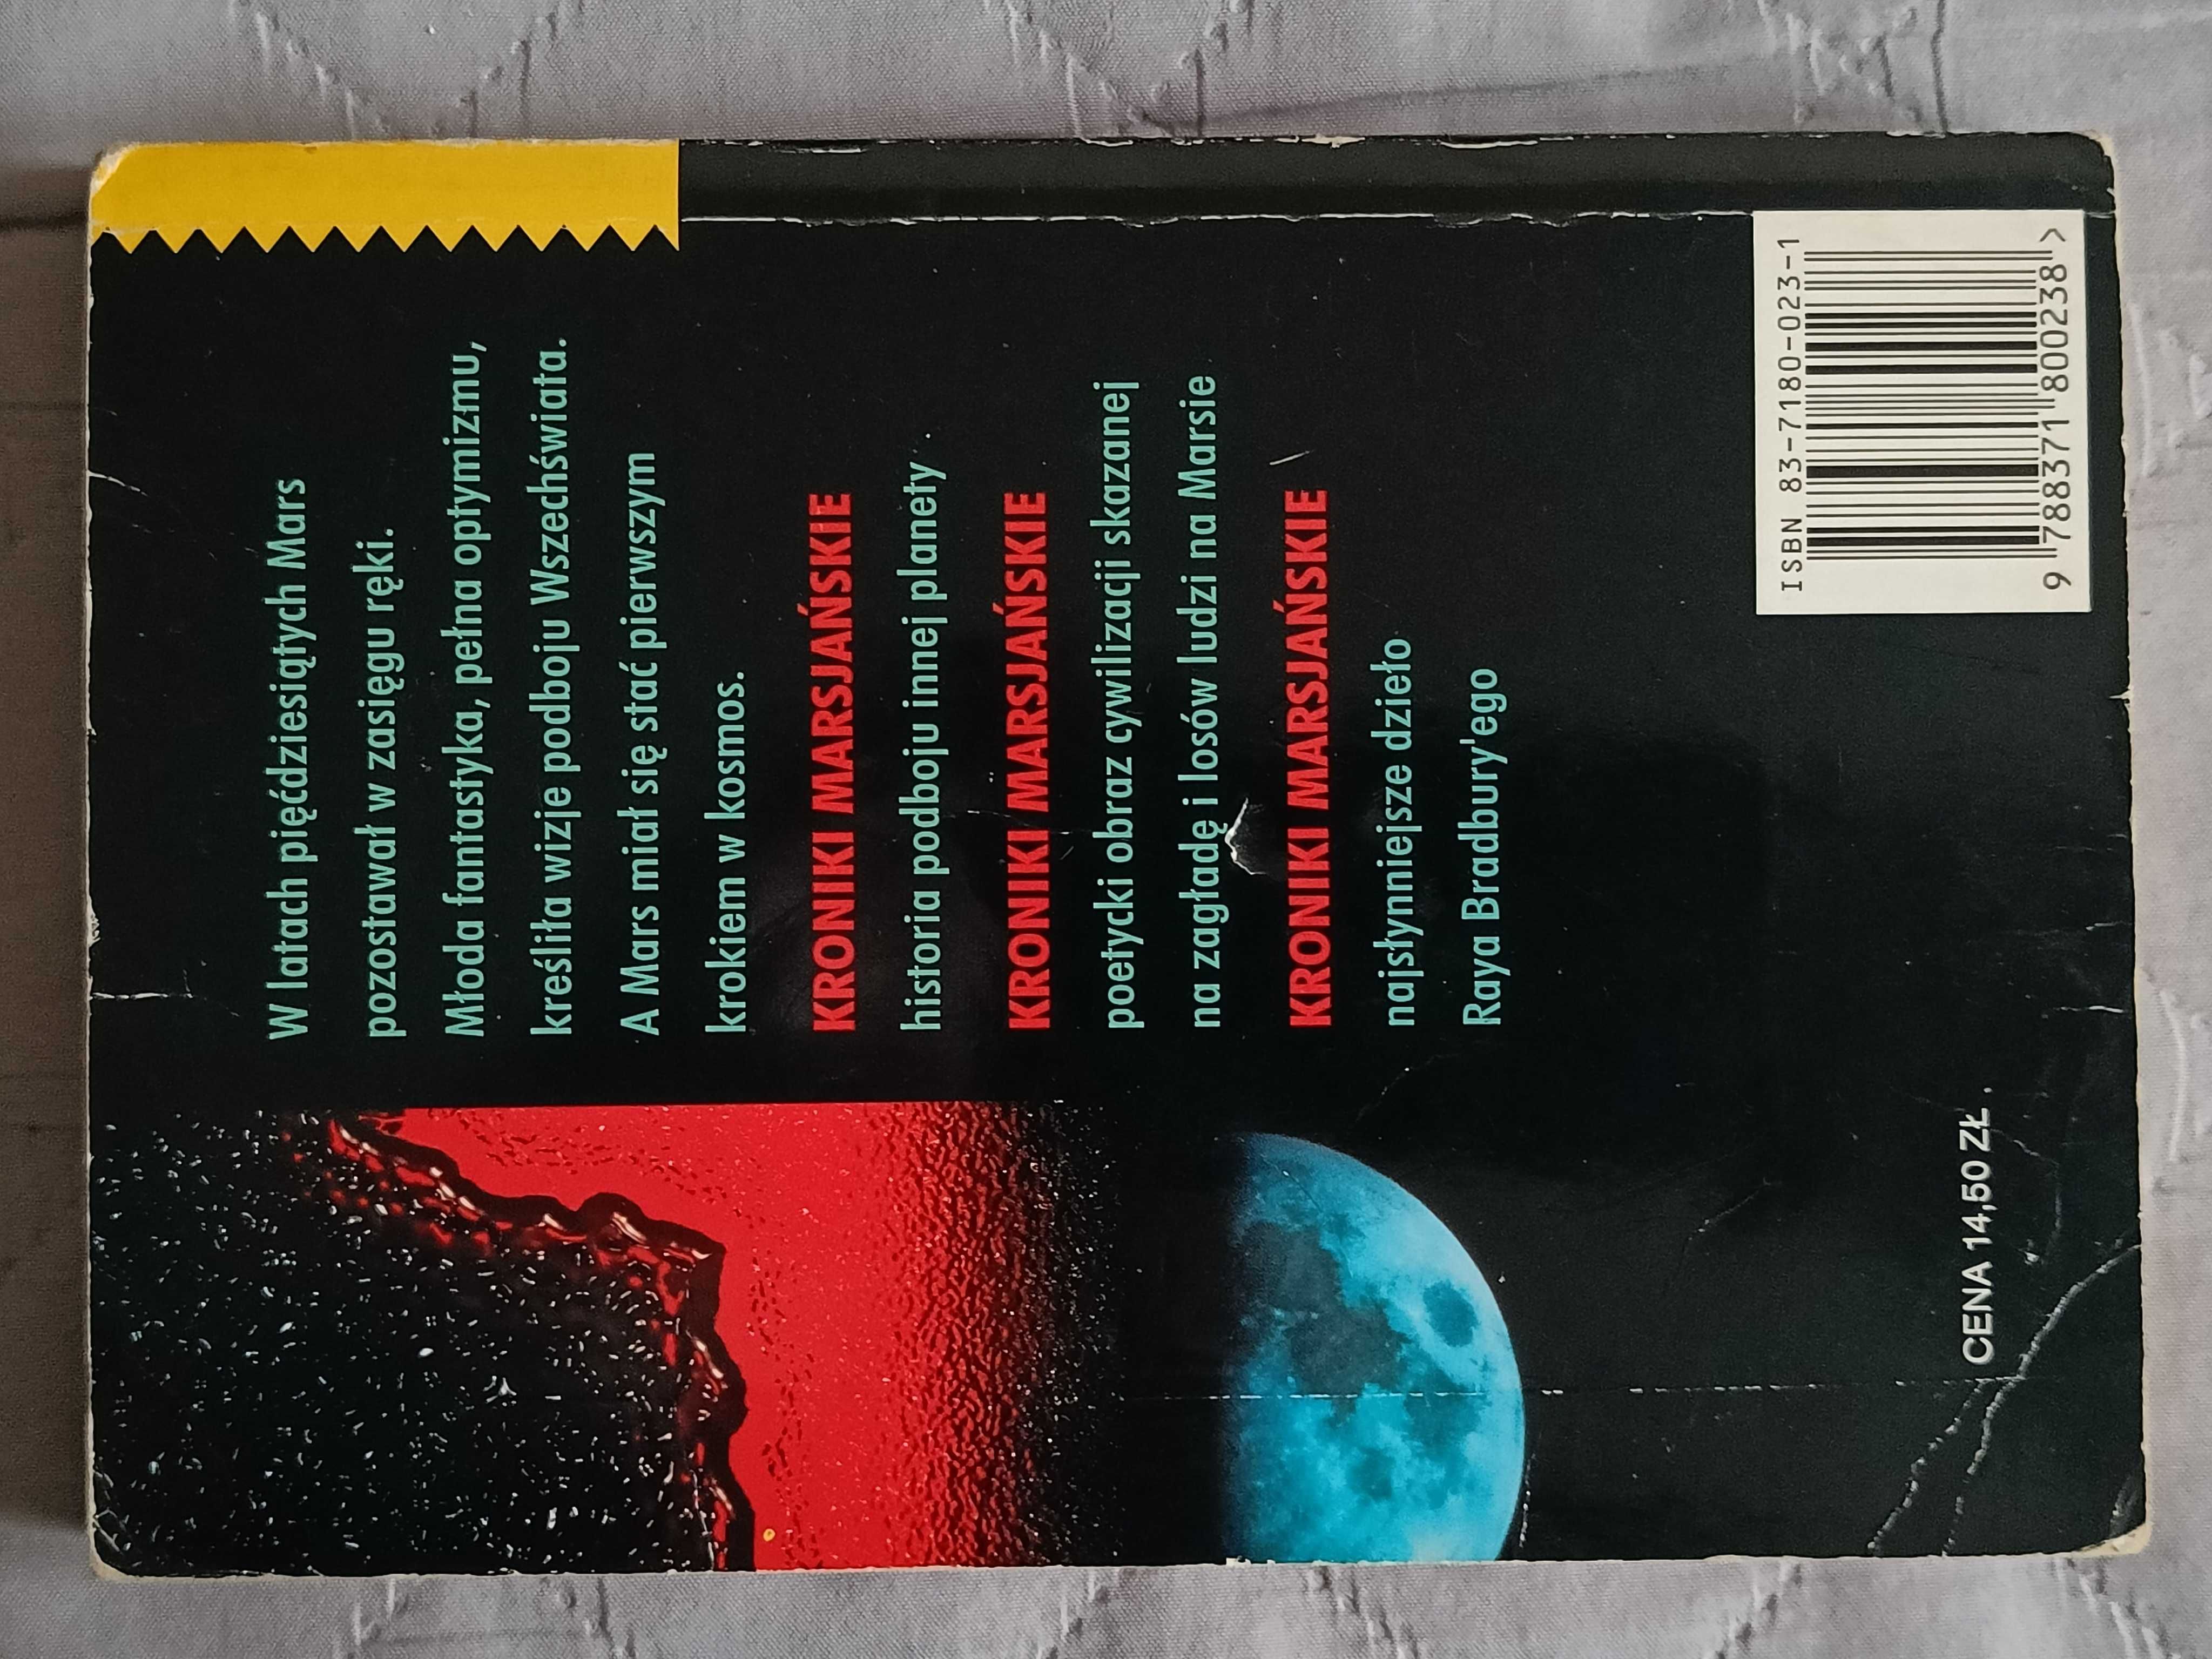 W latach pięćdziesiątych Mars
pozostawał w zasięgu ręki.
Młoda fantastyka, pełna optymizmu,
kreśliła wizje podboju Wszechświata.
A Mars miał się stać pierwszym
krokiem w kosmos.
KRONIKI MARSJAŃSKIE
historia podboju innej planety
KRONIKI MARSJAŃSKIE
poetycki obraz cywilizacji skazanej
na zagładę i losów ludzi na Marsie
KRONIKI MARSJAŃSKIE
najsłynniejsze dzieło
Raya Bradbury'ego
ISBN 83-7180-023-1
9 788371 800238 >
CENA 14,50 ZŁ.